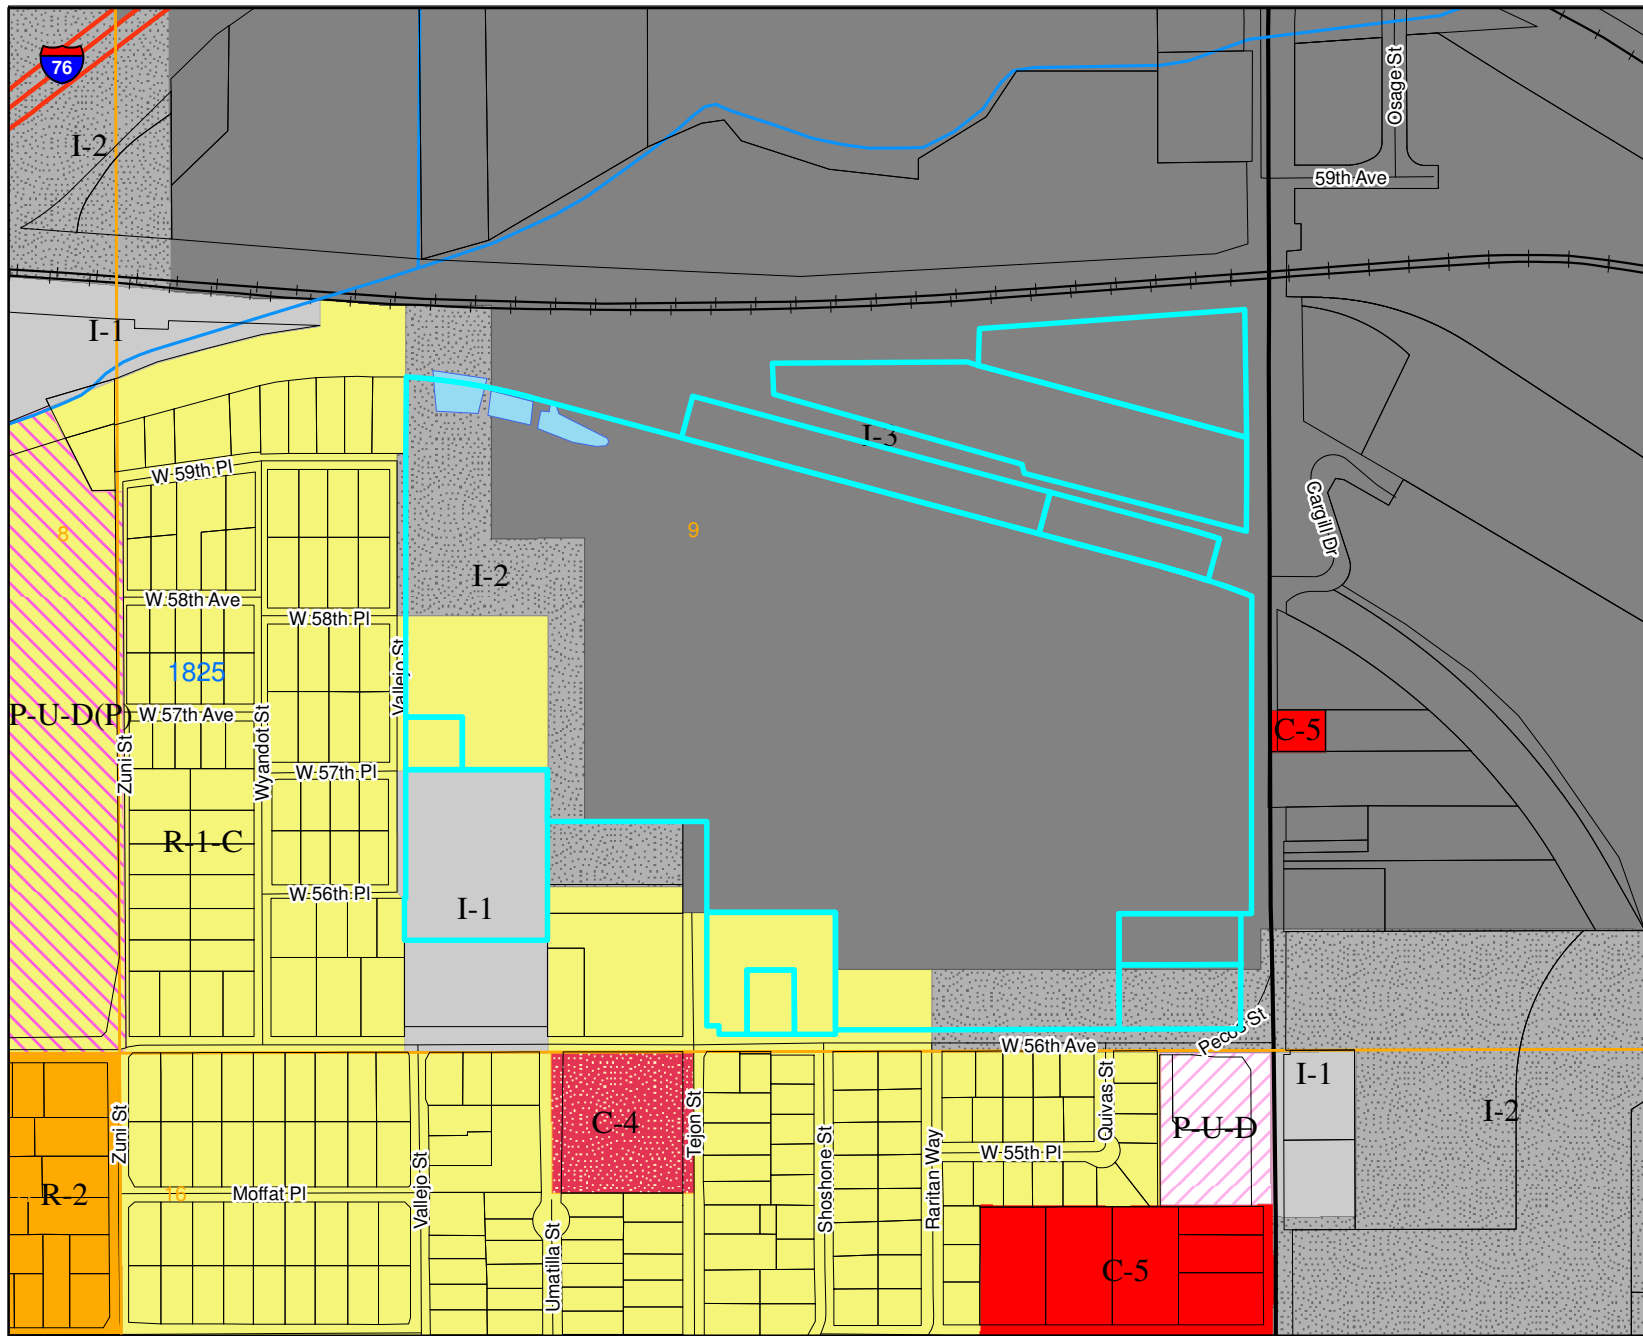 76
Osage St
I-2
59th Ave
I-1
I-3
W 59th Pl
Cargill Dr
8
9
I-2
W 58th Ave
W 58th Pl
Vallejo St
1825
P-U-D(P)
W 57th Ave
Zuni St
Wyandot St
C-5
W 57th Pl
R-1-C
W 56th Pl
I-1
Pecos St
W 56th Ave
I-1
Quivas St
I-2
Zuni St
C-4
Tejon St
P-U-D
Shoshone St
Raritan Way
W 55th Pl
Vallejo St
R-2
16
Moffat Pl
Umatilla St
C-5